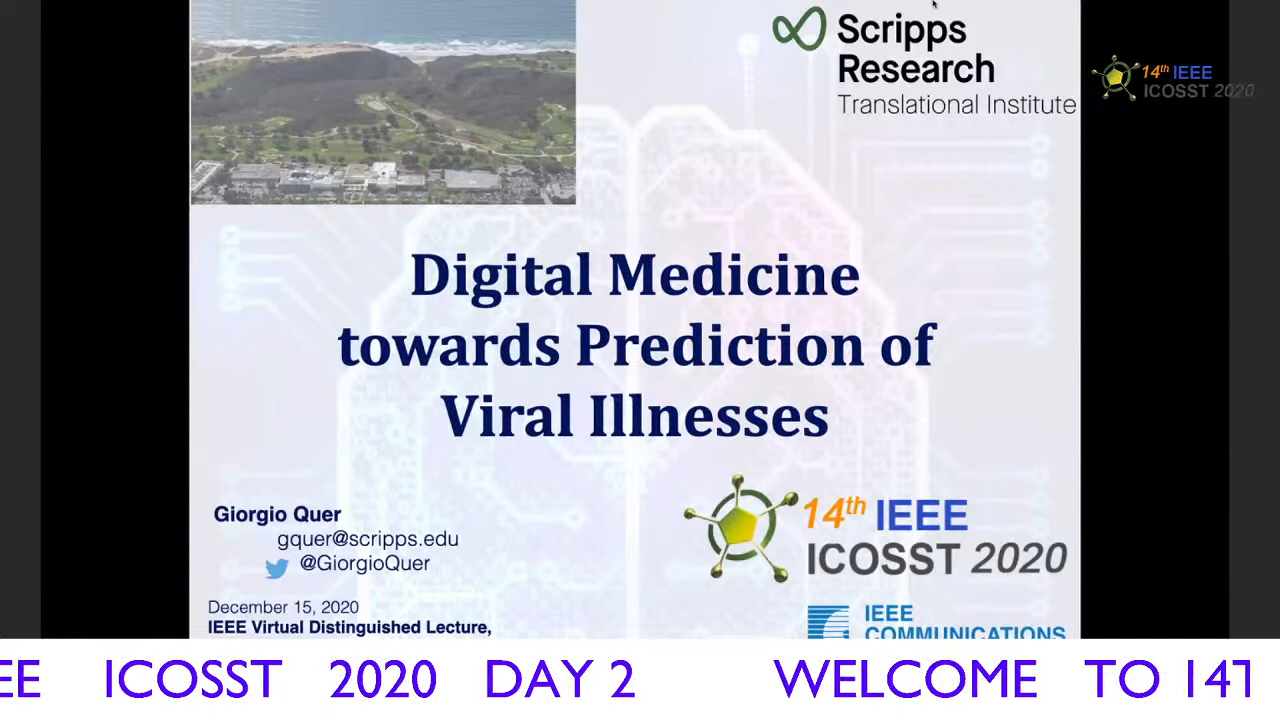 Scripps
Research
Translational Institute
14th IEEE
ICOSST 2020
Digital Medicine
towards Prediction of
Viral Illnesses
Giorgio Quer
gquer@scripps.edu
@GiorgioQuer
14th IEEE
ICOSST 2020
December 15, 2020
IEEE Virtual Distinguished Lecture,
IEEE
COMMUNICATIONS
EE ICOSST 2020 DAY 2 WELCOME TO 14T